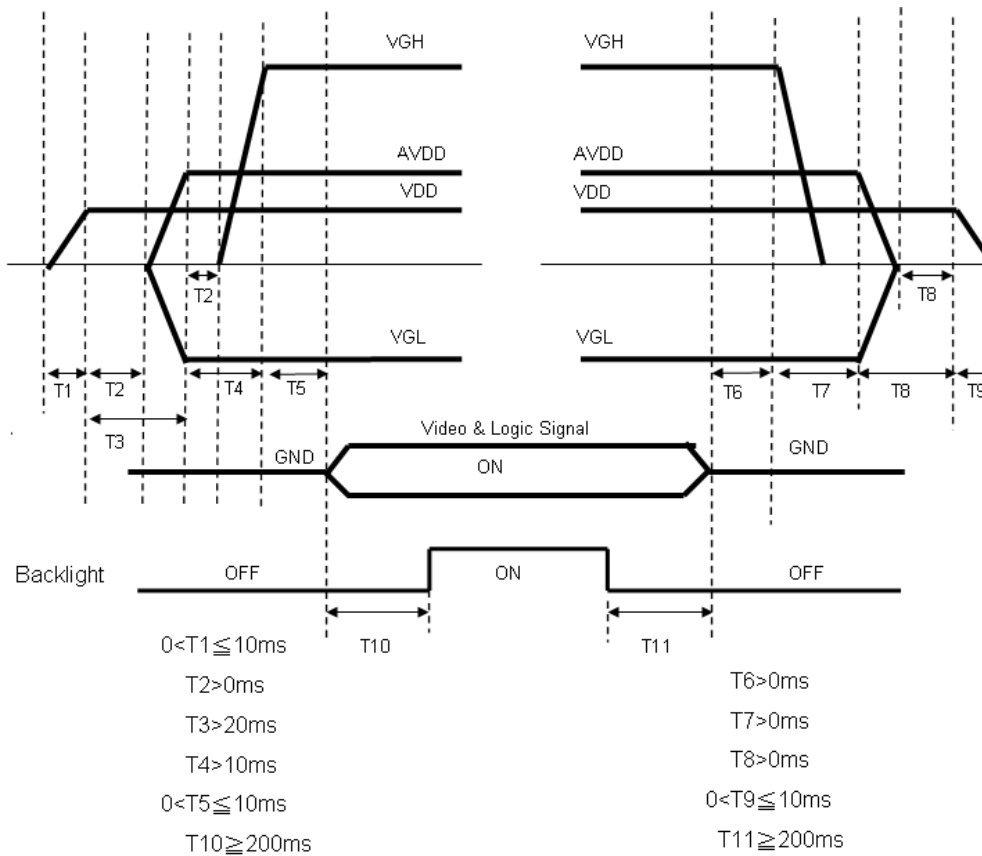 VGH VGH
AVDD AVDD
VDD VDD
T2 T8
VGL VGL
T1 T2 T4 T5 T6 T7 T8 T9
T3
Video & Logic Signal
GND ON GND
Backlight OFF ON OFF
T10 T11
0<T1≦10ms
T2>0ms
T3>20ms
T4>10ms
0<T5≦10ms
T10≧200ms
T6>0ms
T7>0ms
T8>0ms
0<T9≦10ms
T11≧200ms